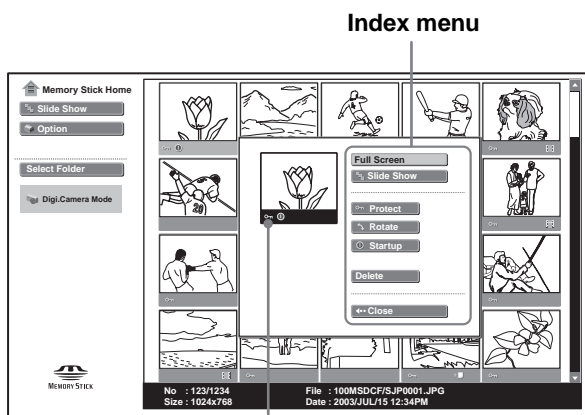 Index menu
Memory Stick Home
Slide Show
Option
Select Folder
Digi.Camera Mode
Full Screen
Slide Show
Protect
Rotate
Startup
Delete
Close
20
MEMORY STICK
No : 123/1234
Size : 1024x768
File : 100MSDCF/SJP0001.JPG
Date : 2003/JUL/15 12:34PM